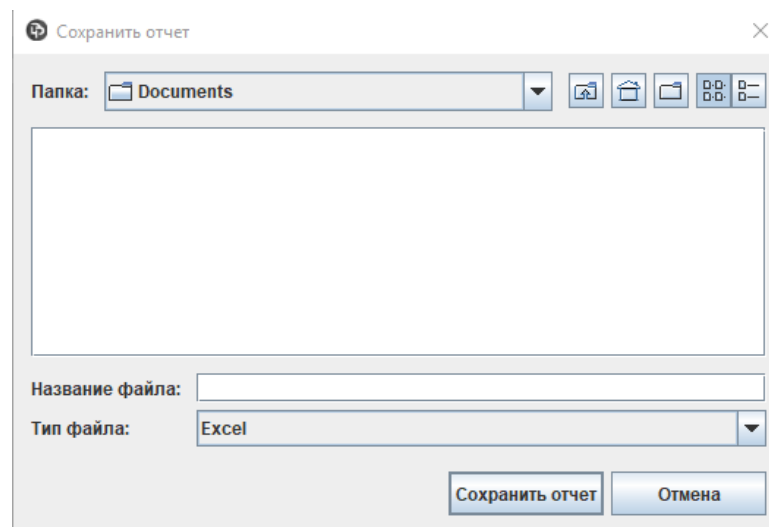 Сохранить отчет
Папка: Documents
Название файла:
Тип файла: Excel
Сохранить отчет Отмена